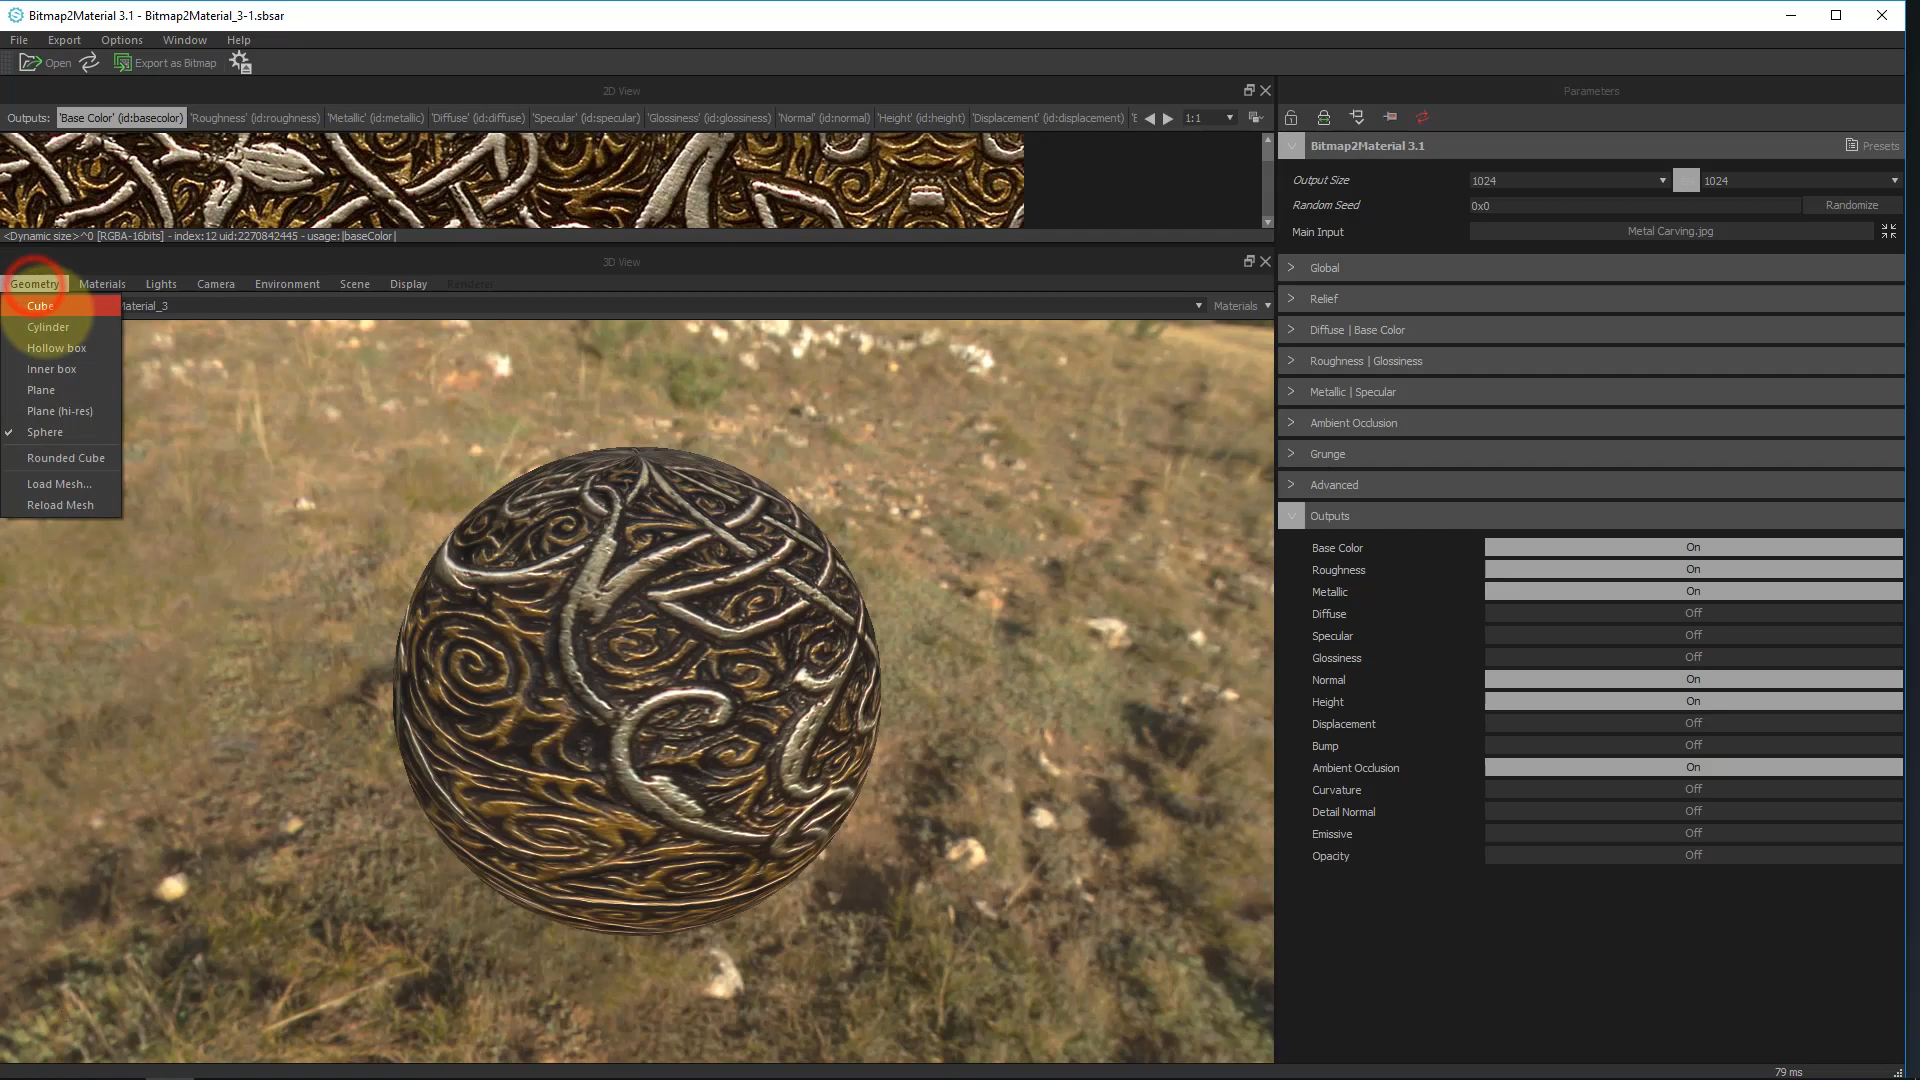 Bitmap2Material 3.1 - Bitmap2Material_3-1.sbsar
File Export Options Window Help
Open Export as Bitmap
2D View
Outputs: 'Base Color' (id:basecolor) 'Roughness' (id:roughness) 'Metallic' (id:metallic) 'Diffuse' (id:diffuse) 'Specular' (id:specular) 'Glossiness' (id:glossiness) 'Normal' (id:normal) 'Height' (id:height) 'Displacement' (id:displacement) 1:1
<Dynamic size>^0 [RGBA-16bits] - index:12 uid:2270842445 - usage:|baseColor|
3D View
Geometry Materials Lights Camera Environment Scene Display Renderer
Cube
Material_3 Materials
Cylinder
Hollow box
Inner box
Plane
Plane (hi-res)
Sphere
Rounded Cube
Load Mesh...
Reload Mesh
Parameters
Bitmap2Material 3.1 Presets
Output Size 1024 1024
Random Seed 0x0 Randomize
Main Input Metal Carving.jpg
Global
Relief
Diffuse | Base Color
Roughness | Glossiness
Metallic | Specular
Ambient Occlusion
Grunge
Advanced
Outputs
Base Color On
Roughness On
Metallic On
Diffuse Off
Specular Off
Glossiness Off
Normal On
Height On
Displacement Off
Bump Off
Ambient Occlusion On
Curvature Off
Detail Normal Off
Emissive Off
Opacity Off
79 ms